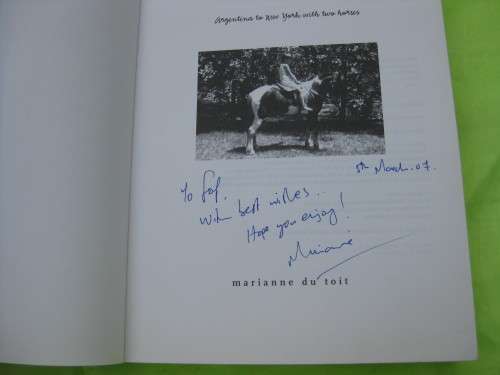 Argentina to New York with two horses
5th March. 07.
To
With best wishes..
Hope you enjoy!
Marianne
marianne du toit